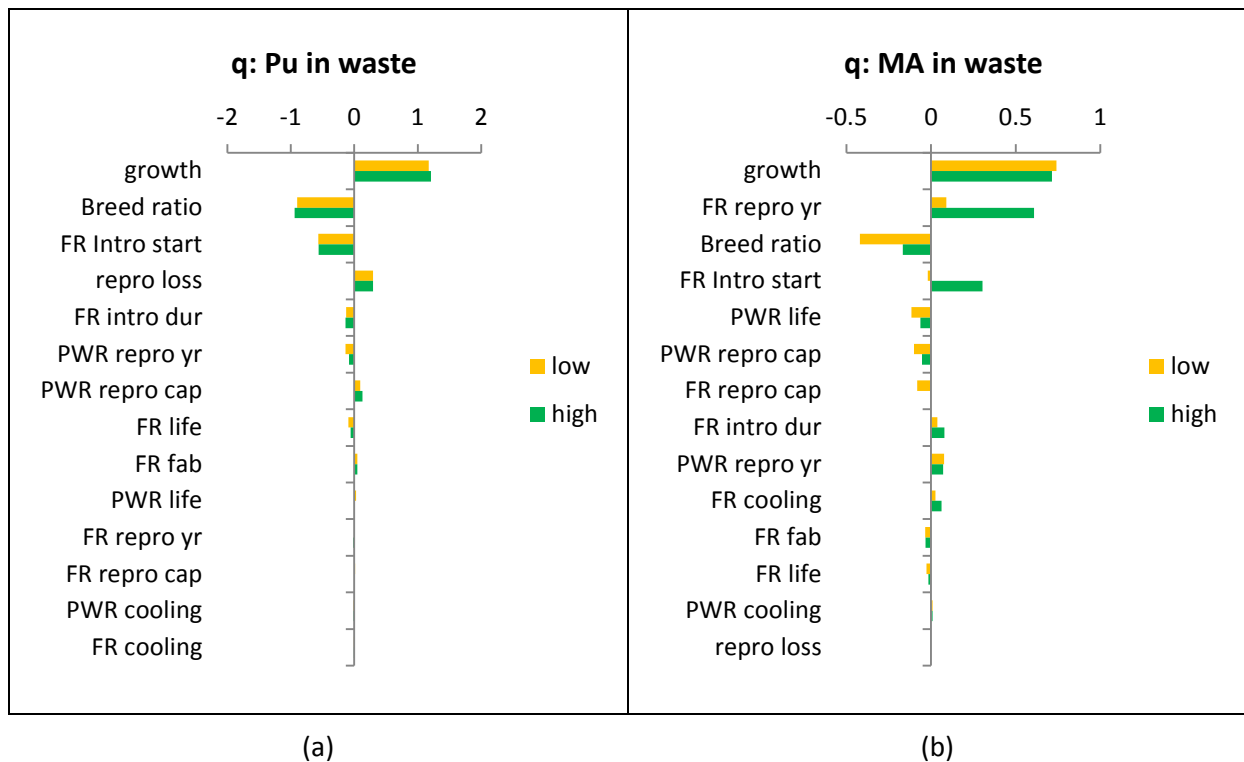 q: Pu in waste
-2 -1 0 1 2
growth
Breed ratio
FR Intro start
repro loss
FR intro dur
PWR repro yr
PWR repro cap
FR life
FR fab
PWR life
FR repro yr
FR repro cap
PWR cooling
FR cooling
low
high
(a)
q: MA in waste
-0.5 0 0.5 1
growth
FR repro yr
Breed ratio
FR Intro start
PWR life
PWR repro cap
FR repro cap
FR intro dur
PWR repro yr
FR cooling
FR fab
FR life
PWR cooling
repro loss
low
high
(b)